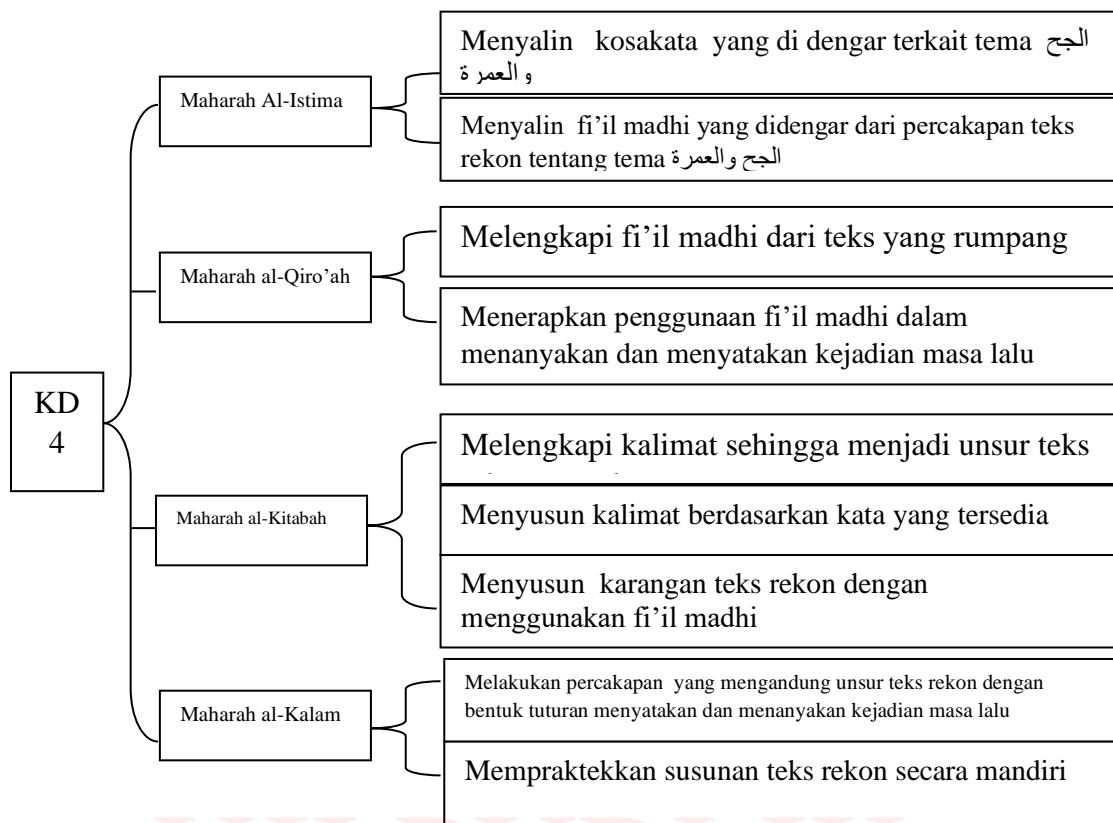 KD
4
Maharah Al-Istima
Menyalin kosakata yang di dengar terkait tema الجح
والعمرة
Menyalin fi’il madhi yang didengar dari percakapan teks
rekon tentang tema الجح والعمرة
Maharah al-Qiro’ah
Melengkapi fi’il madhi dari teks yang rumpang
Menerapkan penggunaan fi’il madhi dalam
menanyakan dan menyatakan kejadian masa lalu
Maharah al-Kitabah
Melengkapi kalimat sehingga menjadi unsur teks
Menyusun kalimat berdasarkan kata yang tersedia
Menyusun karangan teks rekon dengan
menggunakan fi’il madhi
Maharah al-Kalam
Melakukan percakapan yang mengandung unsur teks rekon dengan
bentuk tuturan menyatakan dan menanyakan kejadian masa lalu
Mempraktekkan susunan teks rekon secara mandiri